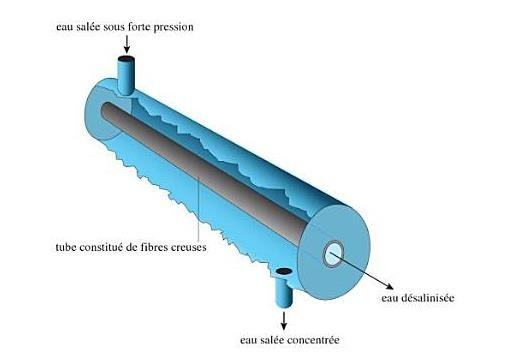 eau salée sous forte pression
tube constitué de fibres creuses
eau désalinisée
eau salée concentrée